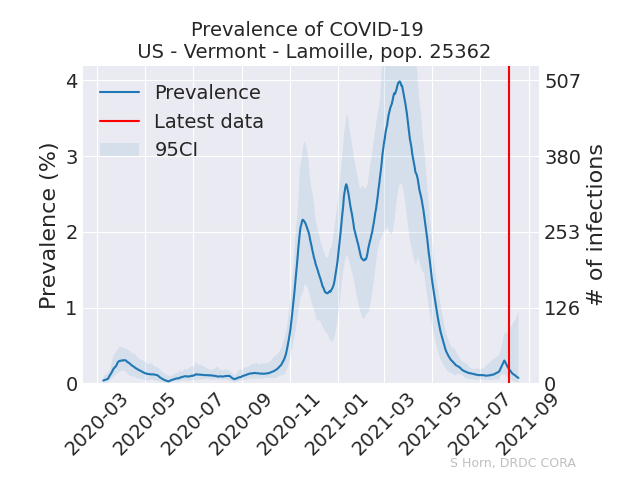 Prevalence of COVID-19
US - Vermont - Lamoille, pop. 25362
Prevalence (%)
4
3
2
1
0
Prevalence
Latest data
95CI
507
380
253
126
0
# of infections
2020-03
2020-05
2020-07
2020-09
2020-11
2021-01
2021-03
2021-05
2021-07
2021-09
S Horn, DRDC CORA